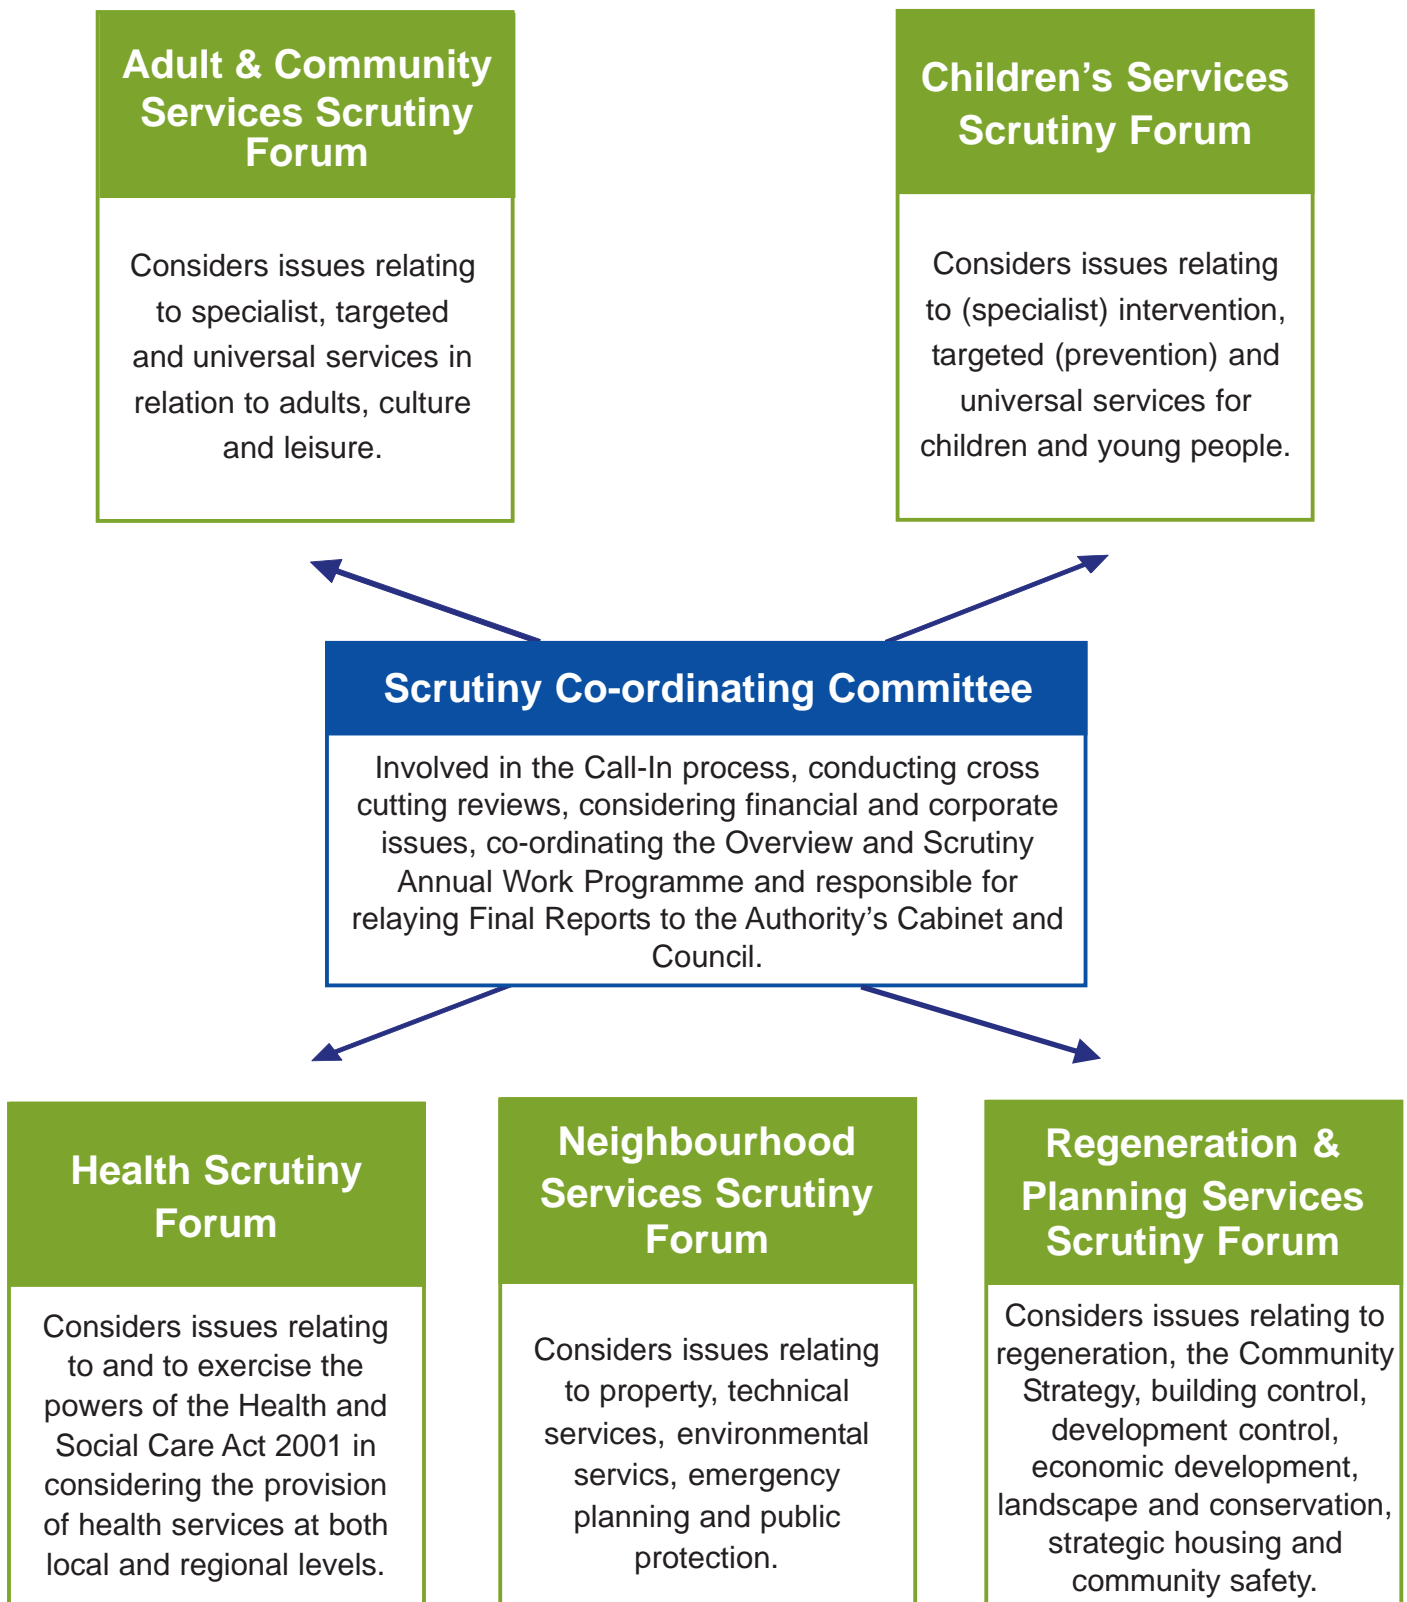 Adult & Community
Services Scrutiny
Forum
Considers issues relating
to specialist, targeted
and universal services in
relation to adults, culture
and leisure.
Children’s Services
Scrutiny Forum
Considers issues relating
to (specialist) intervention,
targeted (prevention) and
universal services for
children and young people.
Scrutiny Co-ordinating Committee
Involved in the Call-In process, conducting cross
cutting reviews, considering financial and corporate
issues, co-ordinating the Overview and Scrutiny
Annual Work Programme and responsible for
relaying Final Reports to the Authority’s Cabinet and
Council.
Health Scrutiny
Forum
Considers issues relating
to and to exercise the
powers of the Health and
Social Care Act 2001 in
considering the provision
of health services at both
local and regional levels.
Neighbourhood
Services Scrutiny
Forum
Considers issues relating
to property, technical
services, environmental
servics, emergency
planning and public
protection.
Regeneration &
Planning Services
Scrutiny Forum
Considers issues relating to
regeneration, the Community
Strategy, building control,
development control,
economic development,
landscape and conservation,
strategic housing and
community safety.